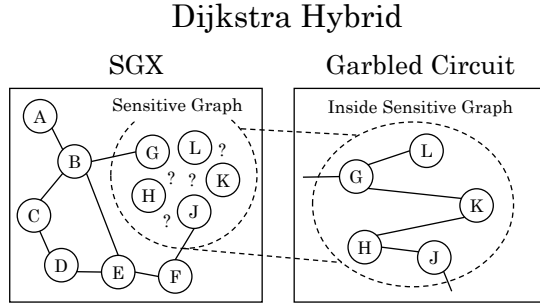 Dijkstra Hybrid
SGX
Garbled Circuit
Sensitive Graph
A
B
C
D
E
F
G
L
?
?
?
K
H
?
J
Inside Sensitive Graph
L
G
K
H
J